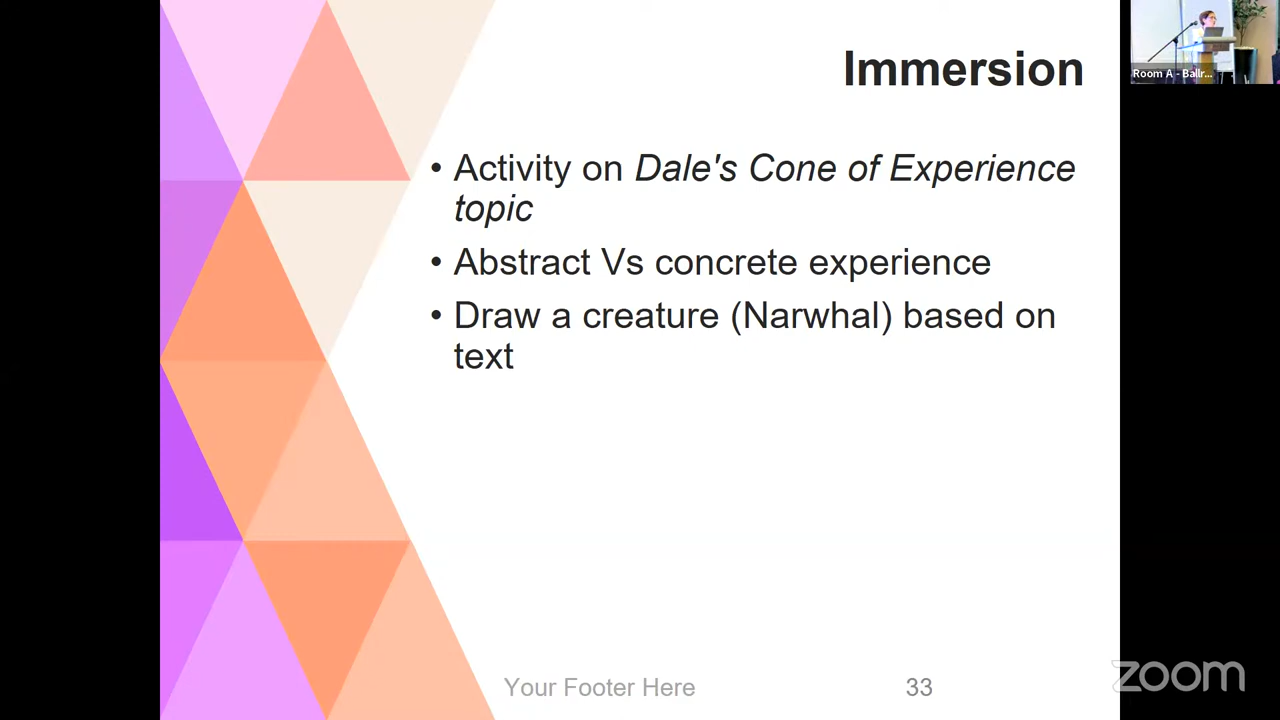 Immersion
• Activity on Dale's Cone of Experience
topic
• Abstract Vs concrete experience
• Draw a creature (Narwhal) based on
text
Your Footer Here
33
Room A - Ballr...
zoom